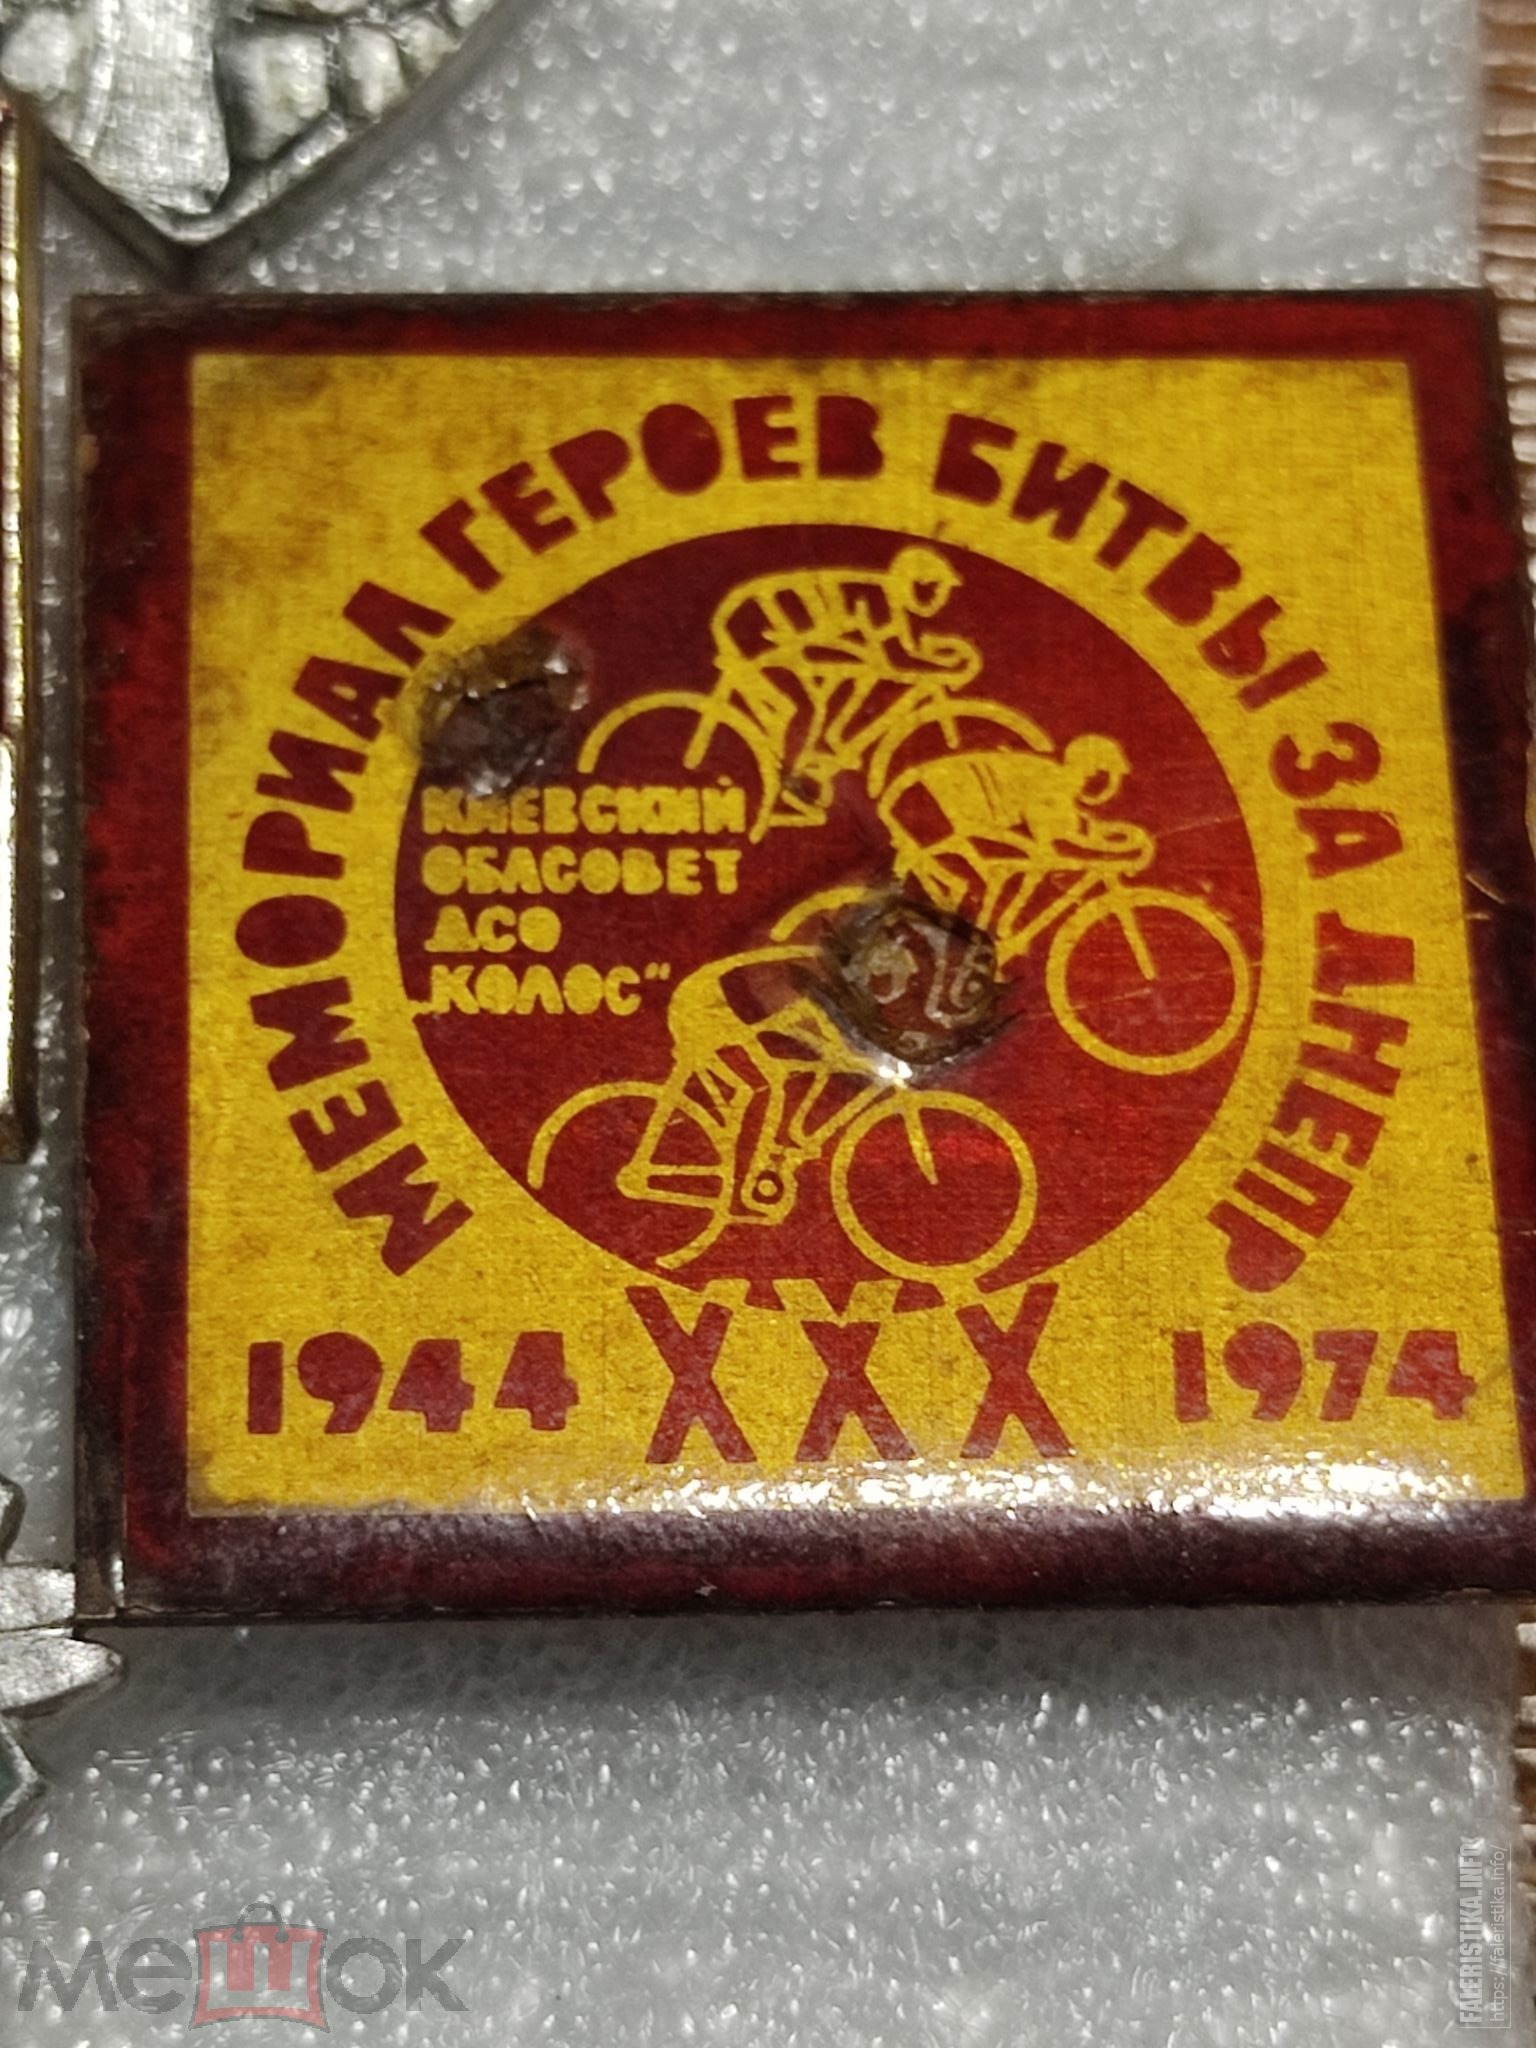 МЕМОРИАЛ ГЕРОЕВ БИТВЫ ЗА ДНЕПР
КИЕВСКИЙ
ОБЛСОВЕТ
ДСО
„КОЛОС“
1944 XXX 1974
мешок
FALERISTIKA.INFO
https://faleristika.info/